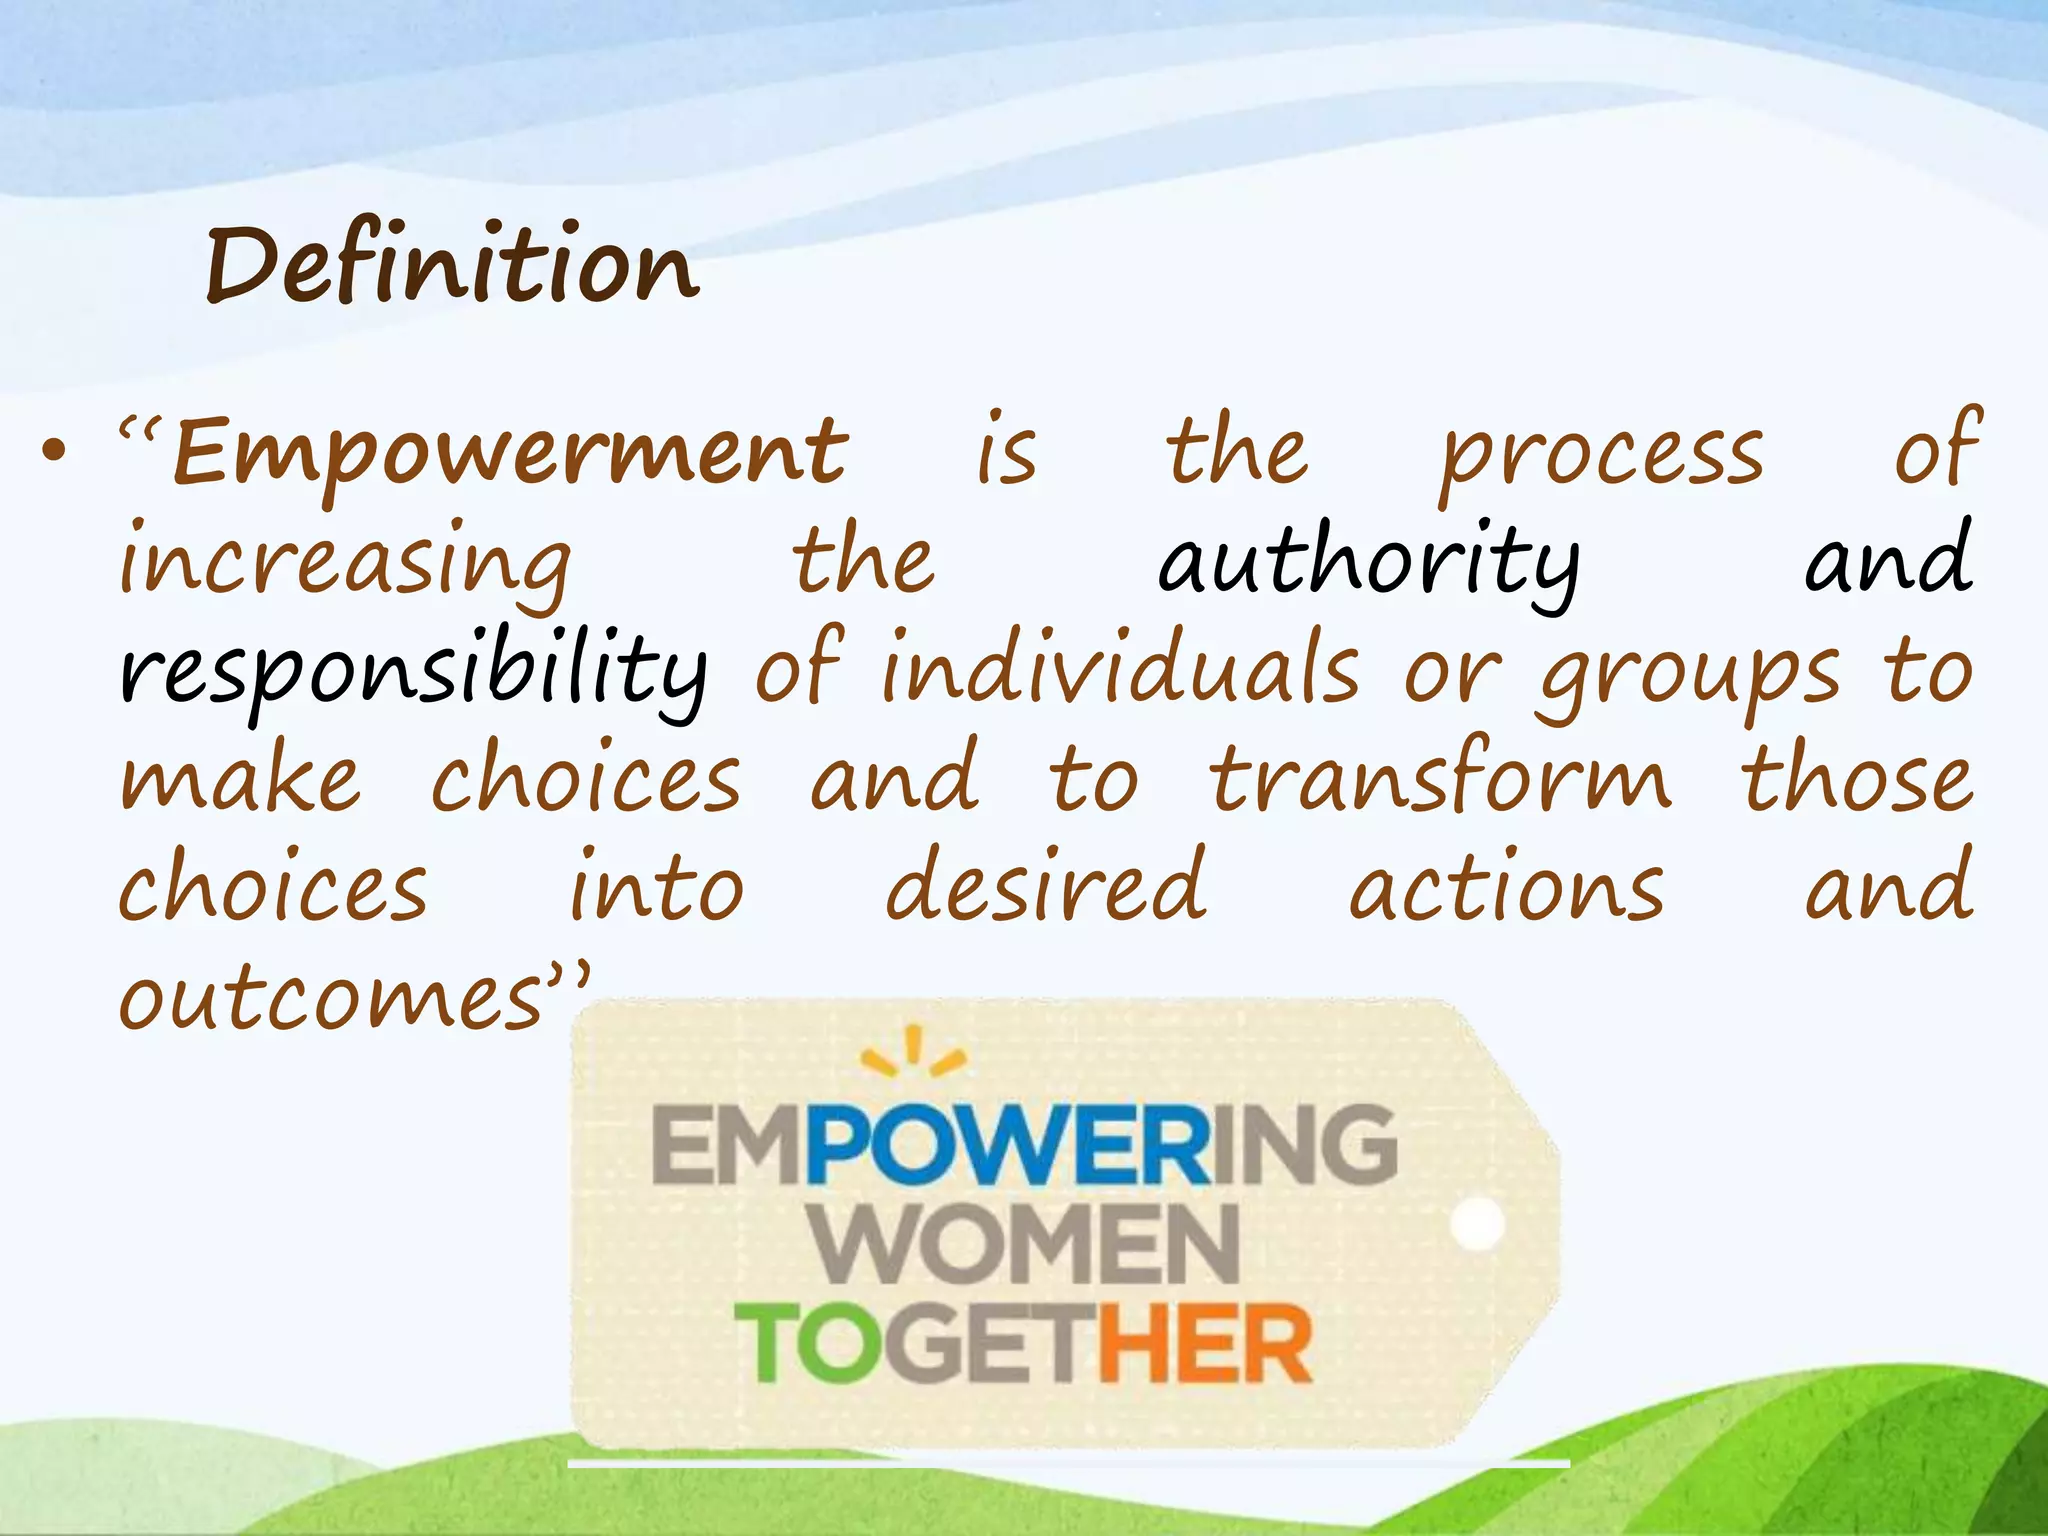 Definition
• “Empowerment is the process of
increasing the authority and
responsibility of individuals or groups to
make choices and to transform those
choices into desired actions and
outcomes”
EMPOWERING
WOMEN
TOGETHER